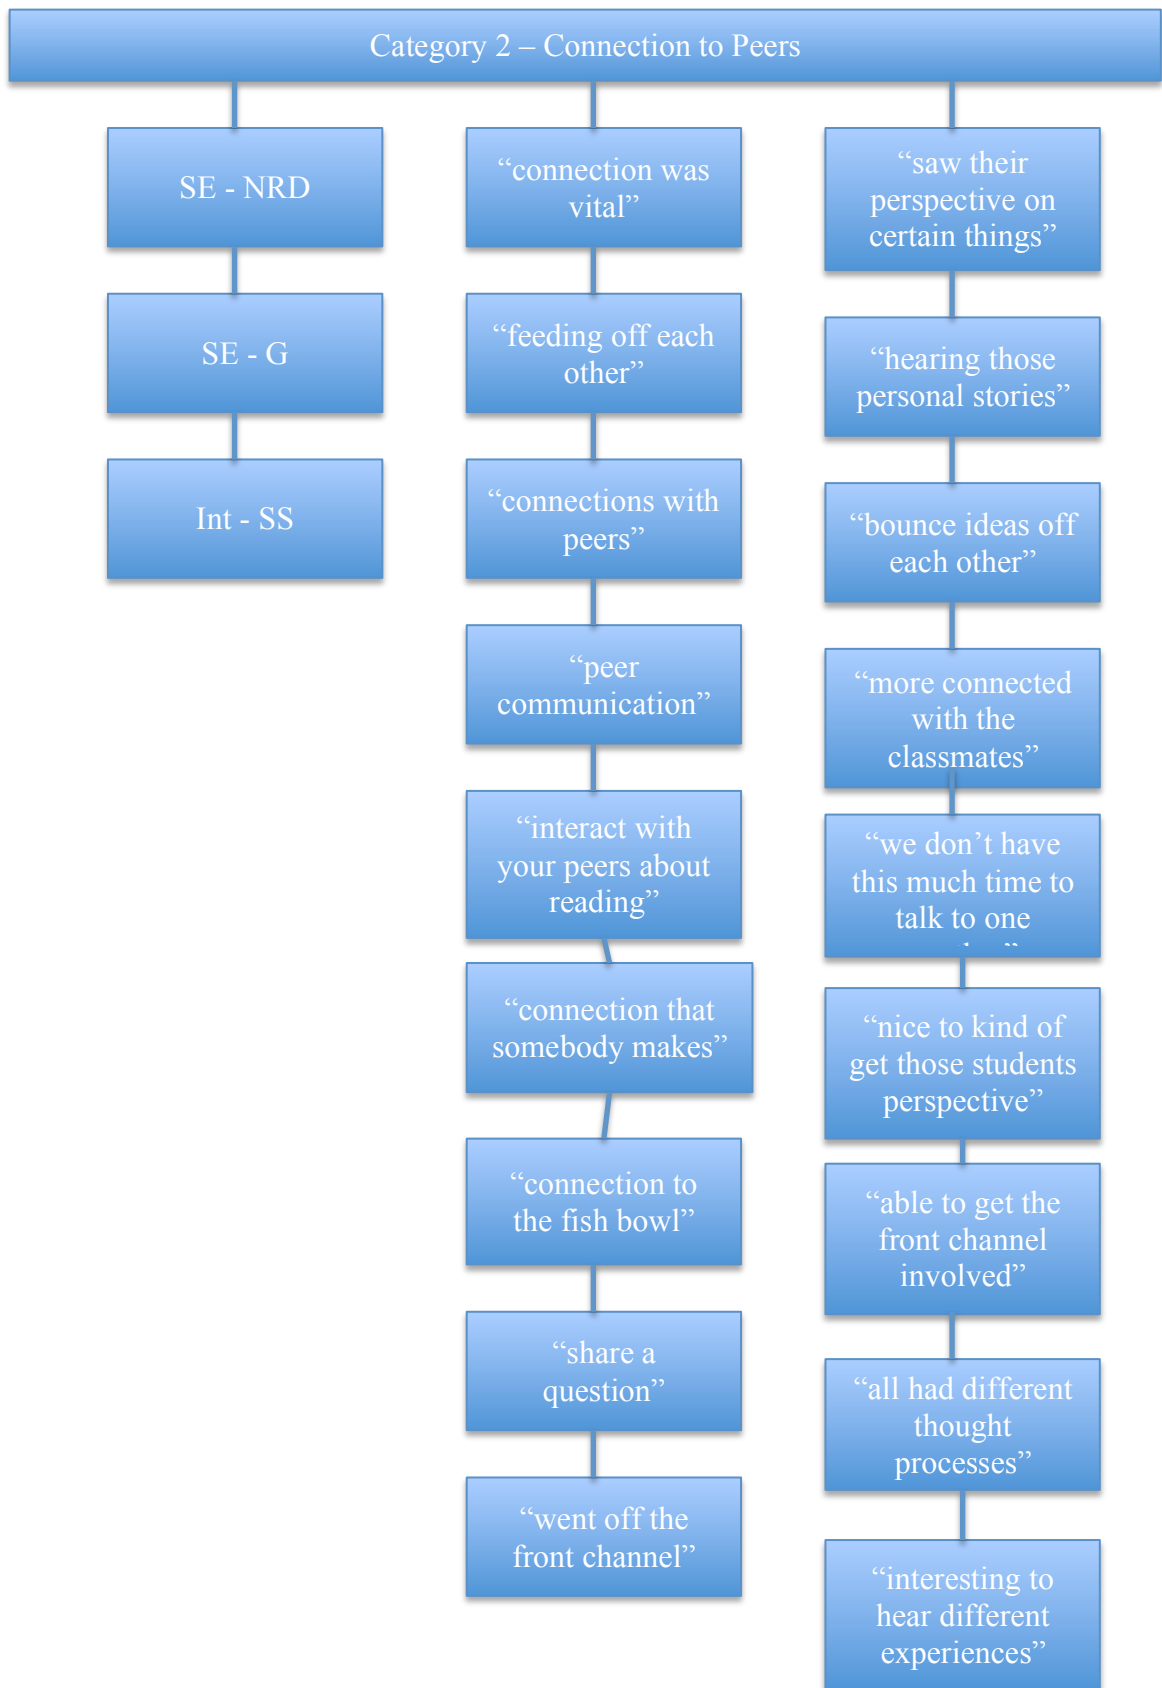 Category 2 – Connection to Peers
SE - NRD
SE - G
Int - SS
“connection was
vital”
“feeding off each
other”
“connections with
peers”
“peer
communication”
“interact with
your peers about
reading”
“connection that
somebody makes”
“connection to
the fish bowl”
“share a
question”
“went off the
front channel”
“saw their
perspective on
certain things”
“hearing those
personal stories”
“bounce ideas off
each other”
“more connected
with the
classmates”
“we don’t have
this much time to
talk to one
“nice to kind of
get those students
perspective”
“able to get the
front channel
involved”
“all had different
thought
processes”
“interesting to
hear different
experiences”